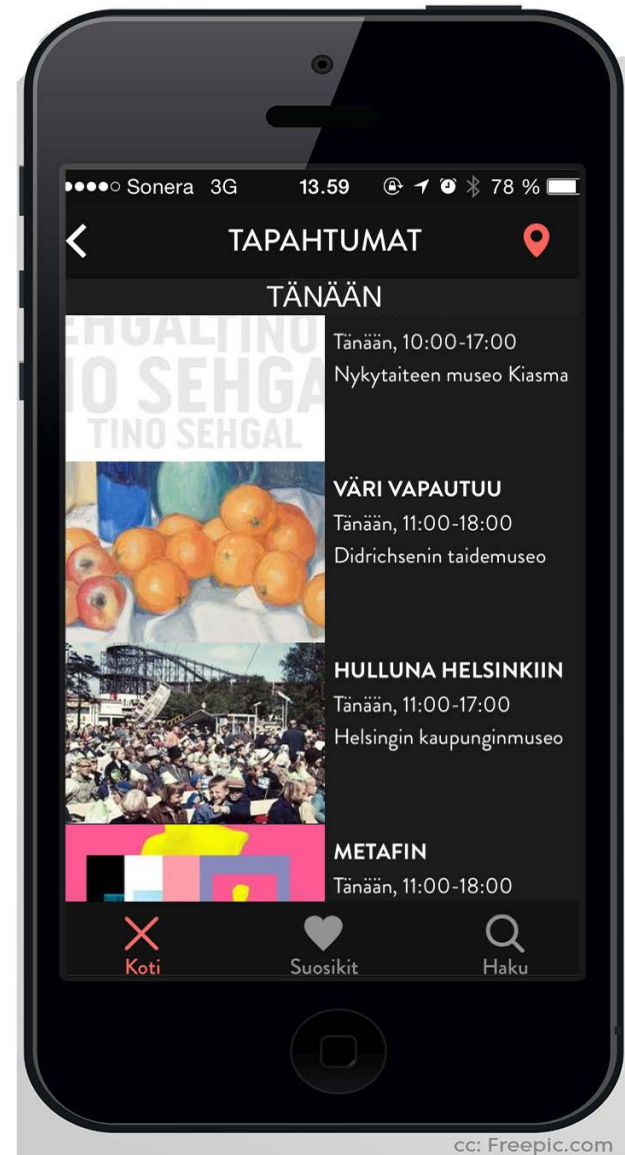 Sonera 3G 13.59 78 %
TAPAHTUMAT
TÄNÄÄN
SEHGAL TINO
NO SEHGA
TINO SEHGAL
Tänään, 10:00-17:00
Nykytaiteen museo Kiasma
VÄRI VAPAUTUU
Tänään, 11:00-18:00
Didrichsenin taidemuseo
HULLUNA HELSINKIIN
Tänään, 11:00-17:00
Helsingin kaupunginmuseo
METAFIN
Tänään, 11:00-18:00
Koti
Suosikit
Haku
cc: Freepic.com